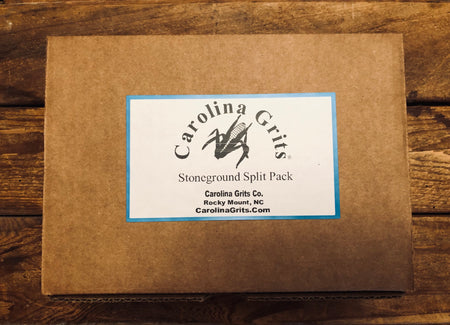 Carolina Grits®
Stoneground Split Pack
Carolina Grits Co.
Rocky Mount, NC
CarolinaGrits.Com